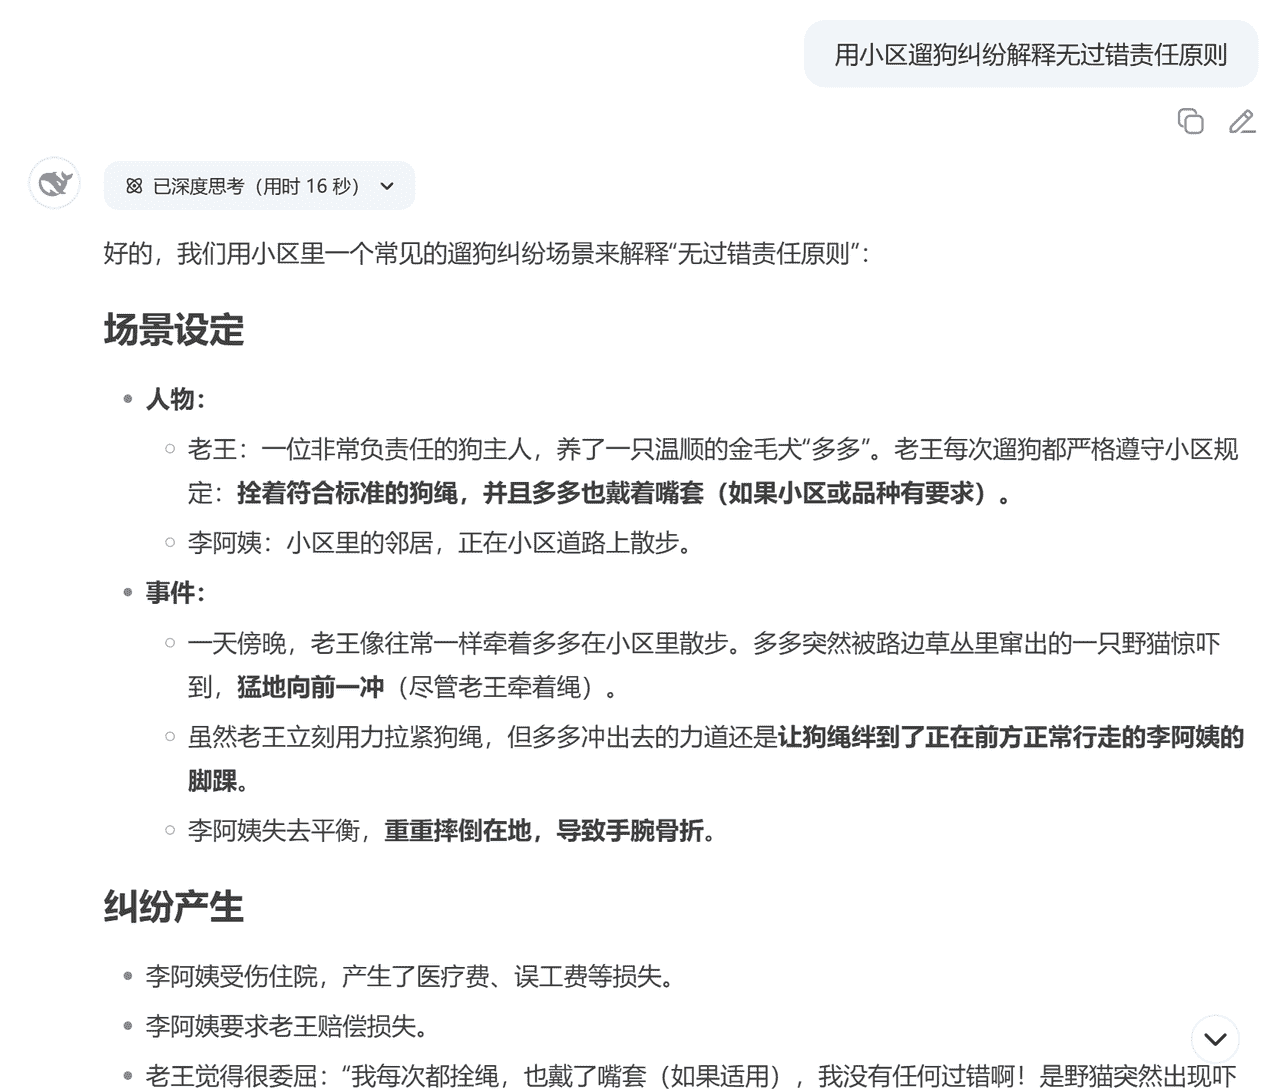 用小区遛狗纠纷解释无过错责任原则
已深度思考（用时 16 秒）
好的，我们用小区里一个常见的遛狗纠纷场景来解释“无过错责任原则”：
场景设定
人物：
老王：一位非常负责任的狗主人，养了一只温顺的金毛犬“多多”。老王每次遛狗都严格遵守小区规
定：拴着符合标准的狗绳，并且多多也戴着嘴套（如果小区或品种有要求）。
李阿姨：小区里的邻居，正在小区道路上散步。
事件：
一天傍晚，老王像往常一样牵着多多在小区里散步。多多突然被路边草丛里窜出的一只野猫惊吓
到，猛地向前一冲（尽管老王牵着绳）。
虽然老王立刻用力拉紧狗绳，但多多冲出去的力道还是让狗绳绊到了正在前方正常行走的李阿姨的
脚踝。
李阿姨失去平衡，重重摔倒在地，导致手腕骨折。
纠纷产生
李阿姨受伤住院，产生了医疗费、误工费等损失。
李阿姨要求老王赔偿损失。
老王觉得很委屈：“我每次都拴绳，也戴了嘴套（如果适用），我没有任何过错啊！是野猫突然出现吓